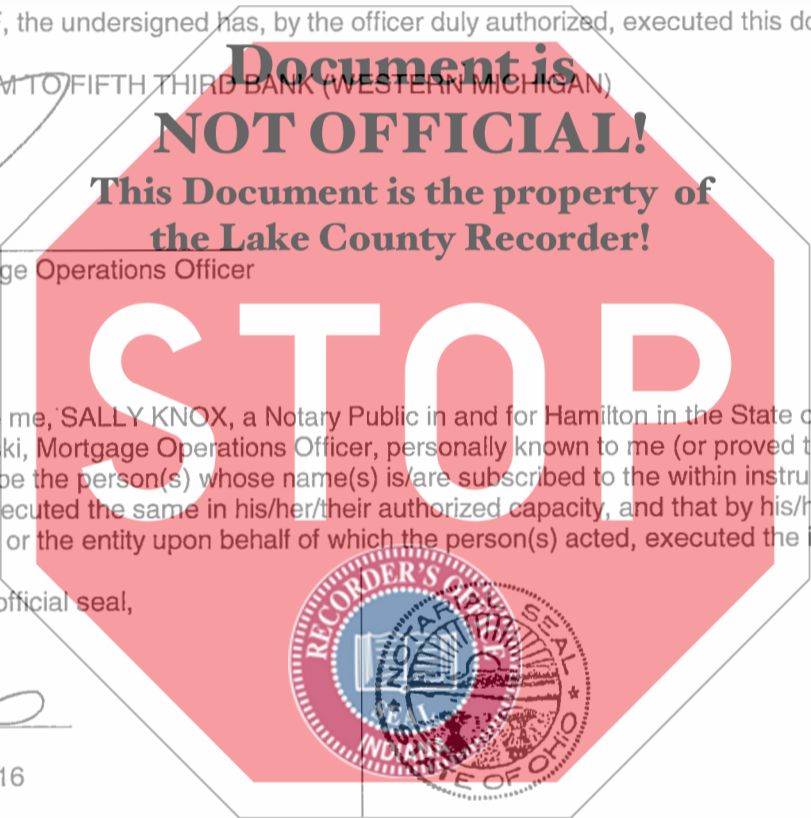 , the undersigned has, by the officer duly authorized, executed this do
Document is
M TO FIFTH THIRD BANK (WESTERN MICHIGAN)
NOT OFFICIAL!
This Document is the property of
the Lake County Recorder!
ge Operations Officer
STOP
me, SALLY KNOX, a Notary Public in and for Hamilton in the State o
ki, Mortgage Operations Officer, personally known to me (or proved t
be the person(s) whose name(s) is/are subscribed to the within instru
ecuted the same in his/her/their authorized capacity, and that by his/h
or the entity upon behalf of which the person(s) acted, executed the i
official seal,
RECORDER'S OFFICE
SEAL
INDIANA
NOTARIAL SEAL
STATE OF OHIO
16